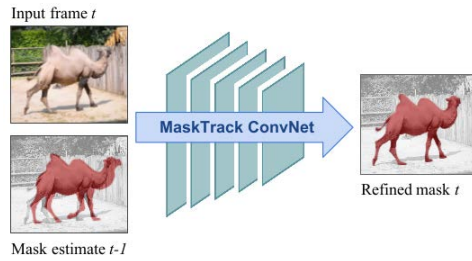 Input frame t
MaskTrack ConvNet
Refined mask t
Mask estimate t-1